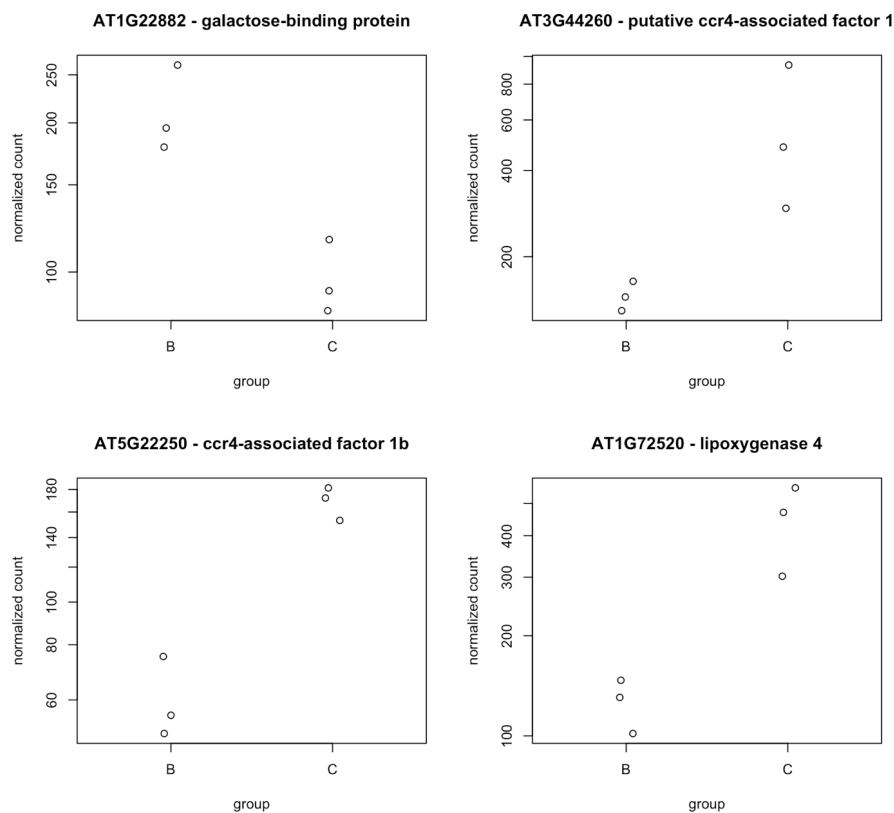 AT1G22882 - galactose-binding protein
normalized count
250
200
150
100
B
C
group
AT3G44260 - putative ccr4-associated factor 1
normalized count
800
600
400
200
B
C
group
AT5G22250 - ccr4-associated factor 1b
normalized count
180
140
100
80
60
B
C
group
AT1G72520 - lipoxygenase 4
normalized count
400
300
200
100
B
C
group